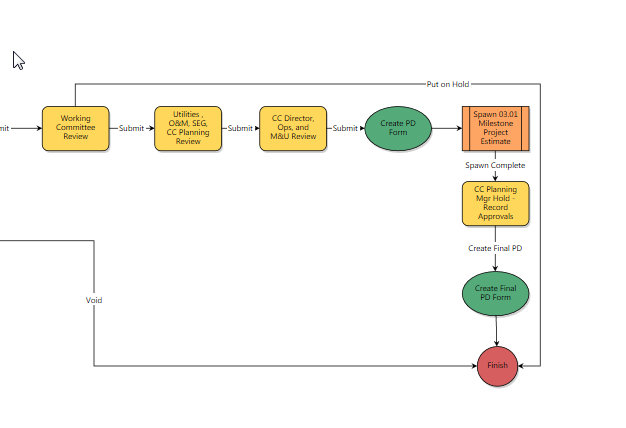 Put on Hold
mit
Working
Committee
Review
Submit
Utilities ,
O&M, SEG,
CC Planning
Review
Submit
CC Director,
Ops, and
M&U Review
Submit
Create PD
Form
Spawn 03.01
Milestone
Project
Estimate
Spawn Complete
CC Planning
Mgr Hold -
Record
Approvals
Create Final PD
Void
Create Final
PD Form
Finish